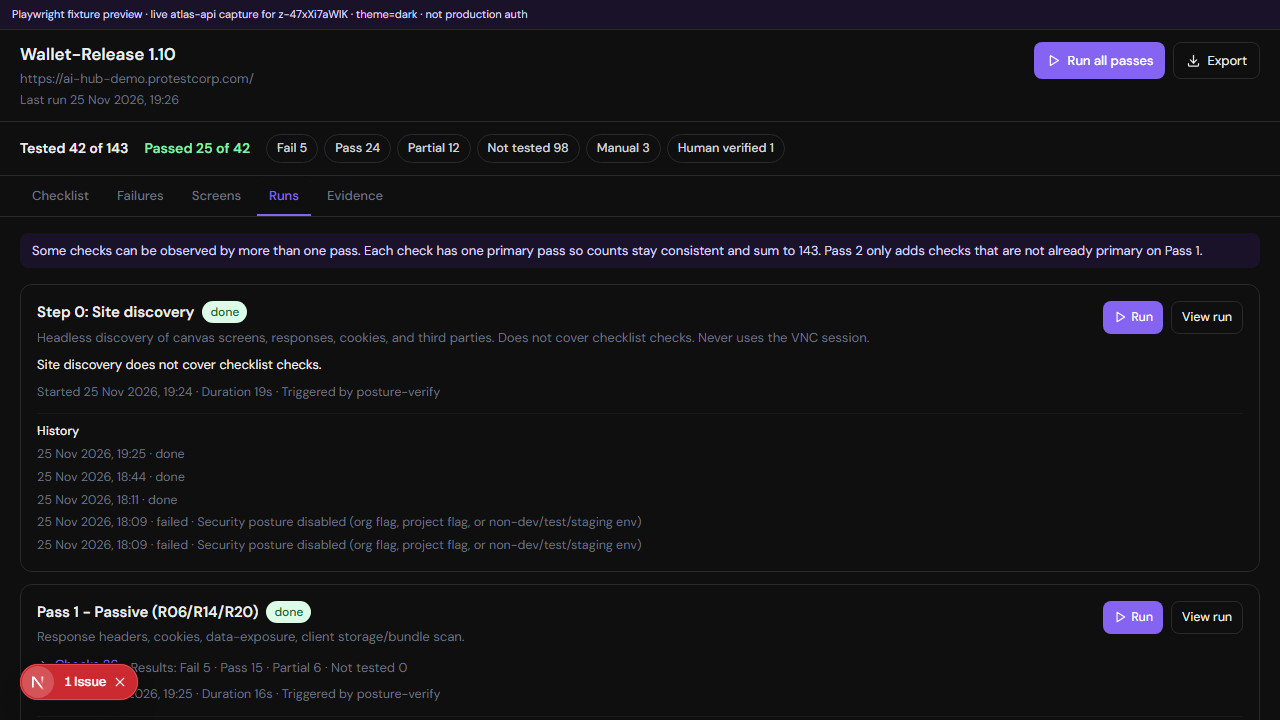 Playwright fixture preview · live atlas-api capture for z-47xXi7aWlK · theme=dark · not production auth
Wallet-Release 1.10
https://ai-hub-demo.protestcorp.com/
Last run 25 Nov 2026, 19:26
Run all passes
Export
Tested 42 of 143 Passed 25 of 42 Fail 5 Pass 24 Partial 12 Not tested 98 Manual 3 Human verified 1
Checklist Failures Screens Runs Evidence
Some checks can be observed by more than one pass. Each check has one primary pass so counts stay consistent and sum to 143. Pass 2 only adds checks that are not already primary on Pass 1.
Step 0: Site discovery done
Run View run
Headless discovery of canvas screens, responses, cookies, and third parties. Does not cover checklist checks. Never uses the VNC session.
Site discovery does not cover checklist checks.
Started 25 Nov 2026, 19:24 · Duration 19s · Triggered by posture-verify
History
25 Nov 2026, 19:25 · done
25 Nov 2026, 18:44 · done
25 Nov 2026, 18:11 · done
25 Nov 2026, 18:09 · failed · Security posture disabled (org flag, project flag, or non-dev/test/staging env)
25 Nov 2026, 18:09 · failed · Security posture disabled (org flag, project flag, or non-dev/test/staging env)
Pass 1 - Passive (R06/R14/R20) done
Run View run
Response headers, cookies, data-exposure, client storage/bundle scan.
Results: Fail 5 · Pass 15 · Partial 6 · Not tested 0
1 Issue
19:25 · Duration 16s · Triggered by posture-verify